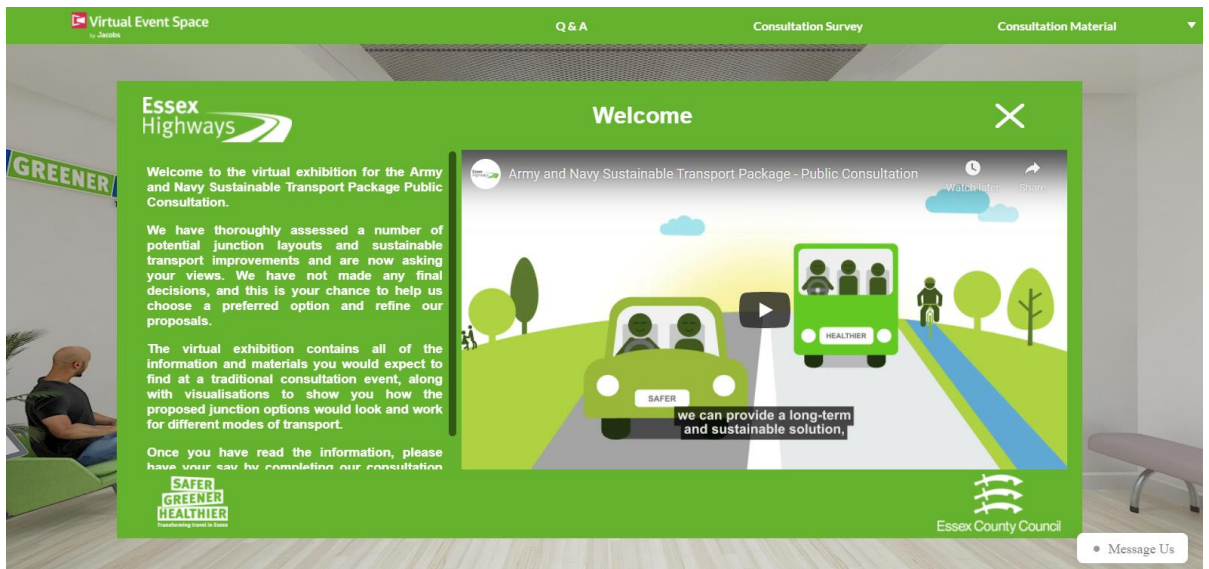 Virtual Event Space
by Jacobs
Q & A
Consultation Survey
Consultation Material
Essex
Highways
Welcome
GREENER
Welcome to the virtual exhibition for the Army
and Navy Sustainable Transport Package Public
Consultation.
We have thoroughly assessed a number of
potential junction layouts and sustainable
transport improvements and are now asking
your views. We have not made any final
decisions, and this is your chance to help us
choose a preferred option and refine our
proposals.
The virtual exhibition contains all of the
information and materials you would expect to
find at a traditional consultation event, along
with visualisations to show you how the
proposed junction options would look and work
for different modes of transport.
Once you have read the information, please
have your say by completing our consultation
Army and Navy Sustainable Transport Package - Public Consultation
Watch later
Share
HEALTHIER
SAFER
we can provide a long-term
and sustainable solution,
SAFER
GREENER
HEALTHIER
Transforming travel in Essex
Essex County Council
Message Us